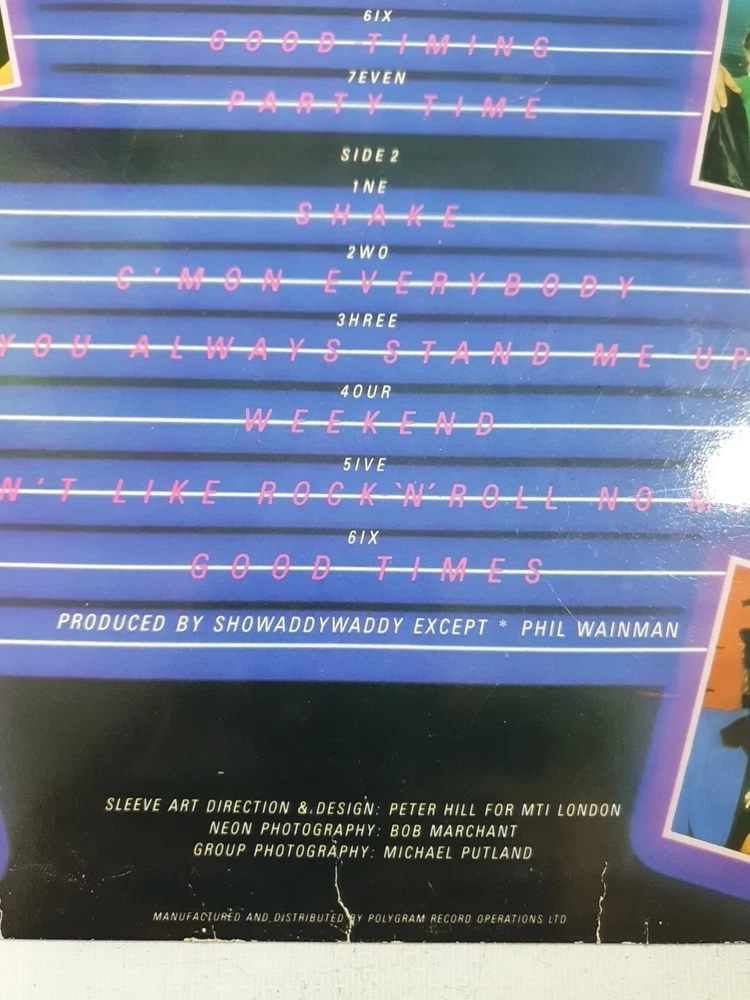 6IX
GOOD TIMING
7EVEN
PARTY TIME
SIDE 2
1NE
SHAKE
2WO
C'MON EVERYBODY
3HREE
YOU ALWAYS STAND ME UP
4OUR
WEEKEND
5IVE
N'T LIKE ROCK 'N' ROLL NO
6IX
GOOD TIMES
PRODUCED BY SHOWADDYWADDY EXCEPT * PHIL WAINMAN
SLEEVE ART DIRECTION & DESIGN: PETER HILL FOR MTI LONDON
NEON PHOTOGRAPHY: BOB MARCHANT
GROUP PHOTOGRAPHY: MICHAEL PUTLAND
MANUFACTURED AND DISTRIBUTED BY POLYGRAM RECORD OPERATIONS LTD